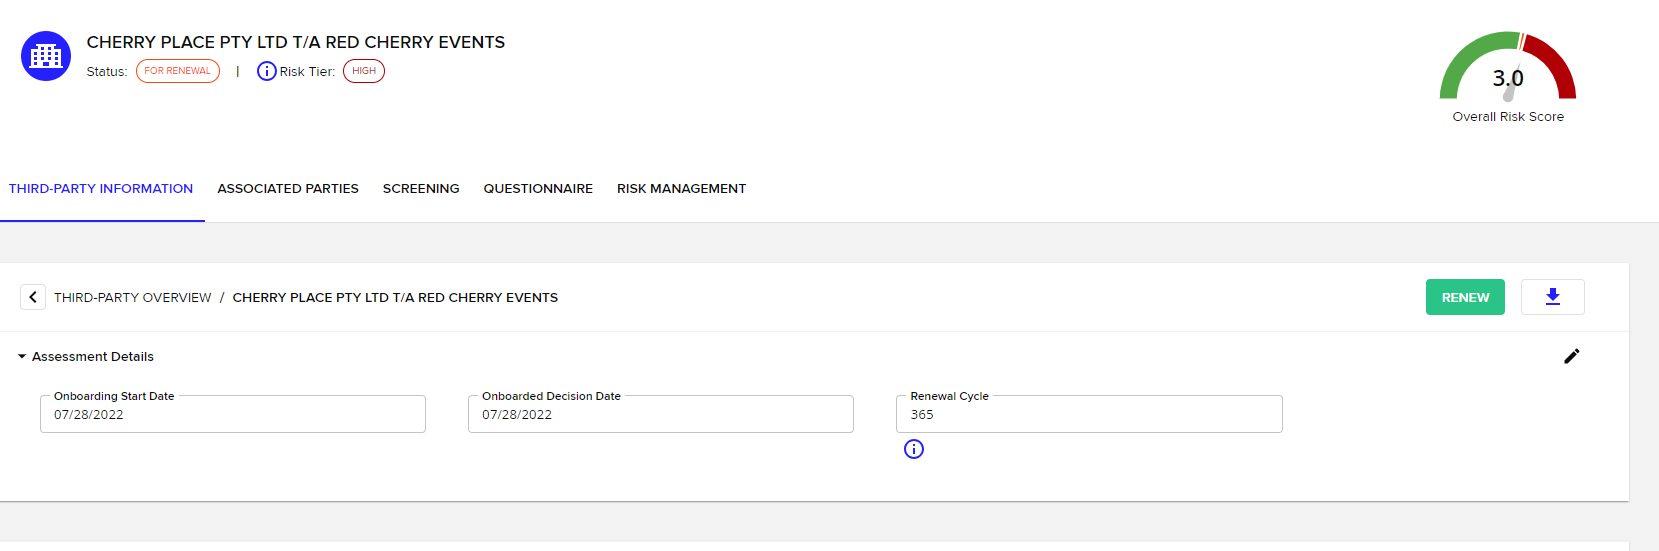 CHERRY PLACE PTY LTD T/A RED CHERRY EVENTS
Status: FOR RENEWAL | Risk Tier: HIGH
3.0
Overall Risk Score
THIRD-PARTY INFORMATION ASSOCIATED PARTIES SCREENING QUESTIONNAIRE RISK MANAGEMENT
THIRD-PARTY OVERVIEW / CHERRY PLACE PTY LTD T/A RED CHERRY EVENTS RENEW
Assessment Details
Onboarding Start Date Onboarded Decision Date Renewal Cycle
07/28/2022 07/28/2022 365